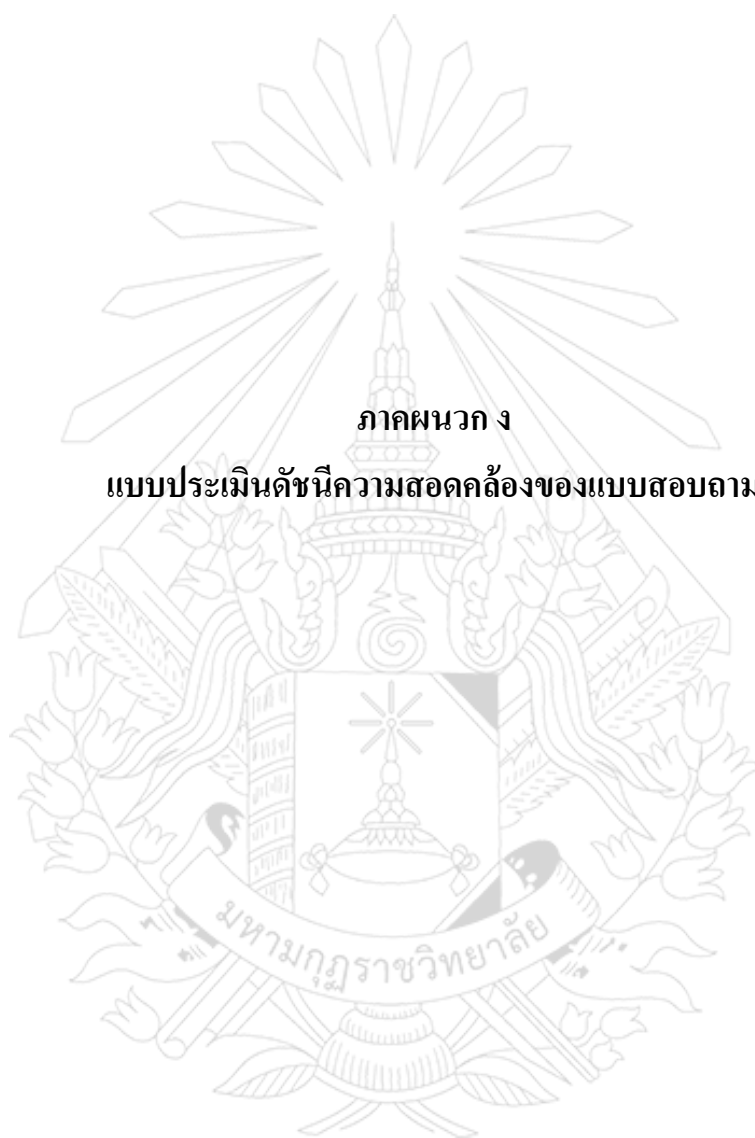 ภาคผนวก ง
แบบประเมินดัชนีความสอดคล้องของแบบสอบถาม
มหามกุฏราชวิทยาลัย